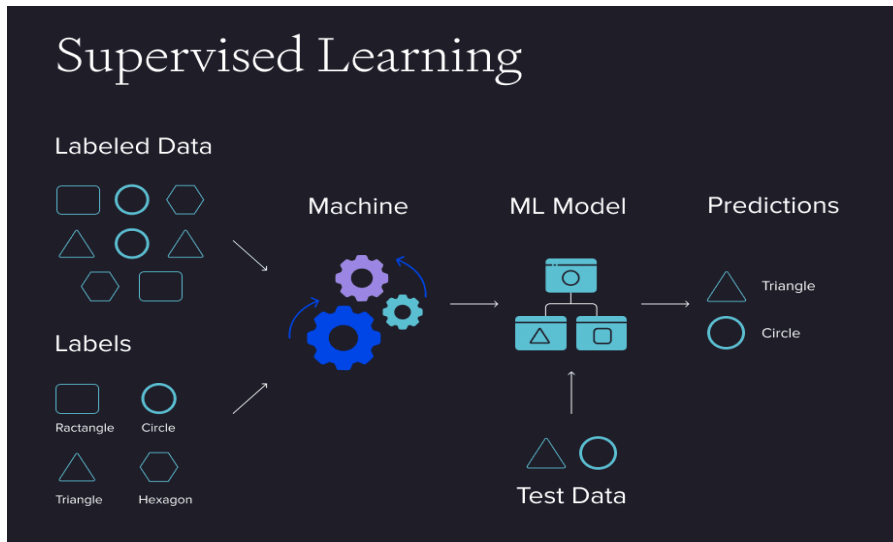 Supervised Learning
Labeled Data
Machine
ML Model
Predictions
Triangle
Circle
Labels
Ractangle
Circle
Triangle
Hexagon
Test Data